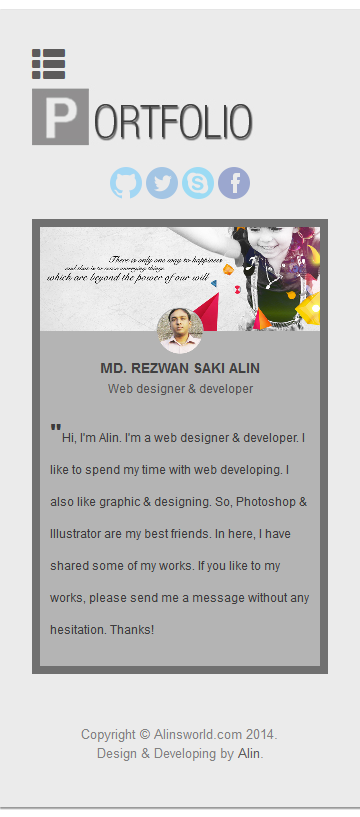 PORTFOLIO
There is only one way to happiness
and that is to cease worrying things
which are beyond the power of our will
MD. REZWAN SAKI ALIN
Web designer & developer
"Hi, I'm Alin. I'm a web designer & developer. I
like to spend my time with web developing. I
also like graphic & designing. So, Photoshop &
Illustrator are my best friends. In here, I have
shared some of my works. If you like to my
works, please send me a message without any
hesitation. Thanks!
Copyright © Alinsworld.com 2014.
Design & Developing by Alin.